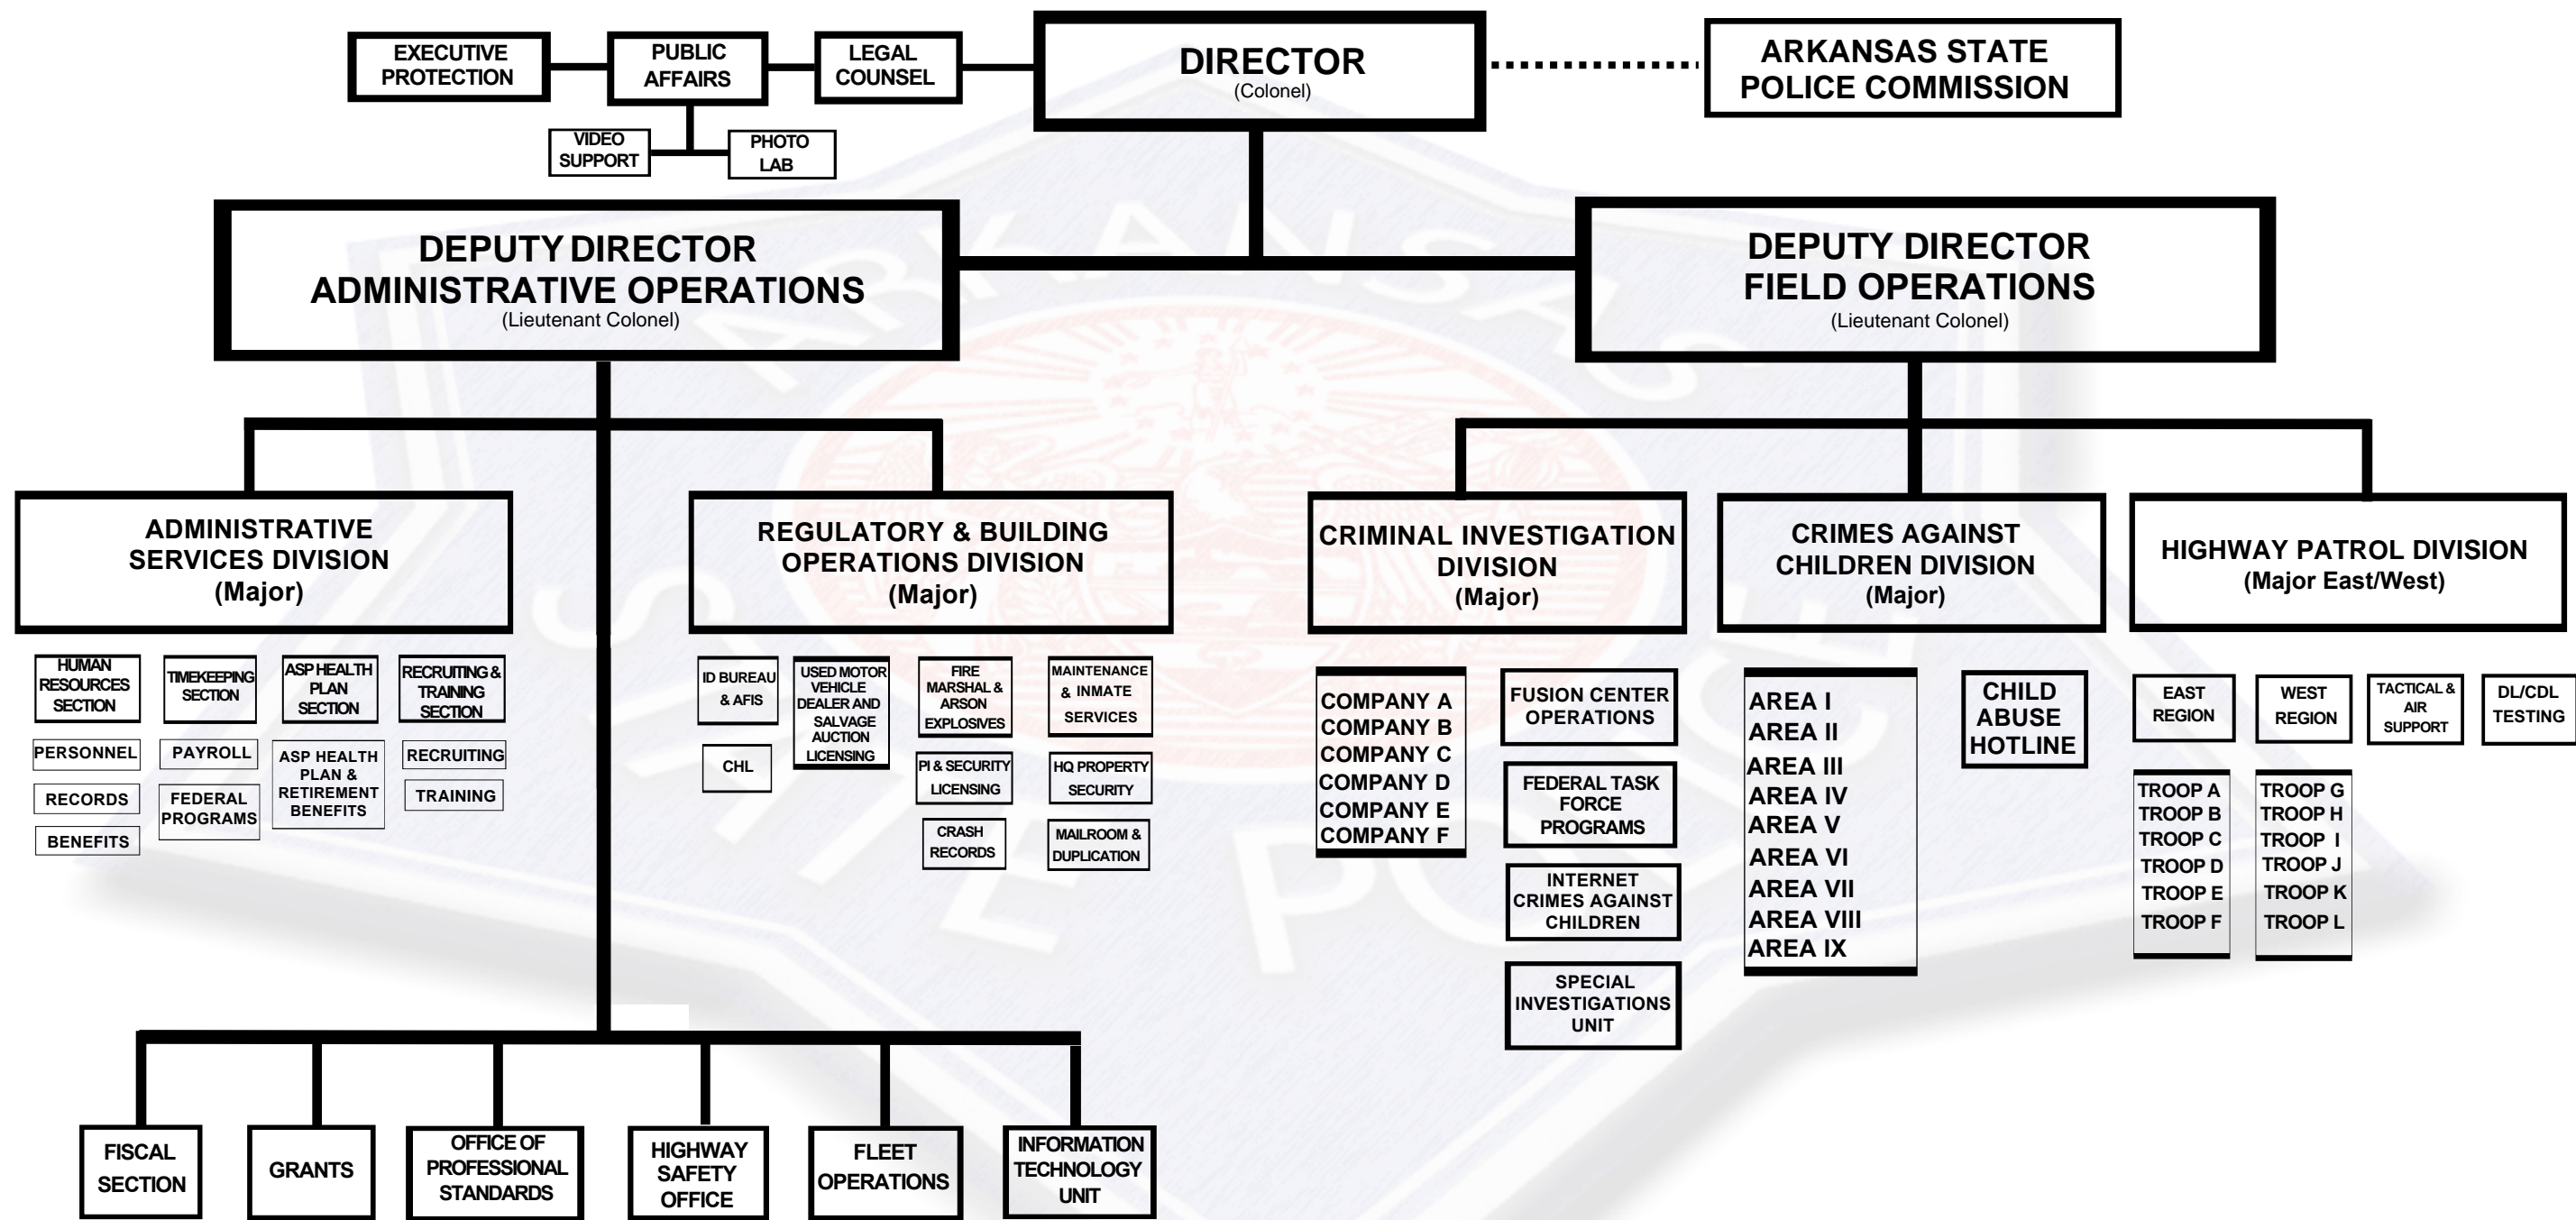 EXECUTIVE
PROTECTION
PUBLIC
AFFAIRS
LEGAL
COUNSEL
DIRECTOR
(Colonel)
ARKANSAS STATE
POLICE COMMISSION
VIDEO
SUPPORT
PHOTO
LAB
DEPUTY DIRECTOR
ADMINISTRATIVE OPERATIONS
(Lieutenant Colonel)
DEPUTY DIRECTOR
FIELD OPERATIONS
(Lieutenant Colonel)
ARKANSAS
STATE POLICE
ADMINISTRATIVE
SERVICES DIVISION
(Major)
REGULATORY & BUILDING
OPERATIONS DIVISION
(Major)
CRIMINAL INVESTIGATION
DIVISION
(Major)
CRIMES AGAINST
CHILDREN DIVISION
(Major)
HIGHWAY PATROL DIVISION
(Major East/West)
HUMAN
RESOURCES
SECTION
PERSONNEL
RECORDS
BENEFITS
TIMEKEEPING
SECTION
PAYROLL
FEDERAL
PROGRAMS
ASP HEALTH
PLAN
SECTION
ASP HEALTH
PLAN &
RETIREMENT
BENEFITS
RECRUITING &
TRAINING
SECTION
RECRUITING
TRAINING
ID BUREAU
& AFIS
CHL
USED MOTOR
VEHICLE
DEALER AND
SALVAGE
AUCTION
LICENSING
FIRE
MARSHAL &
ARSON
EXPLOSIVES
PI & SECURITY
LICENSING
CRASH
RECORDS
MAINTENANCE
& INMATE
SERVICES
HQ PROPERTY
SECURITY
MAILROOM &
DUPLICATION
COMPANY A
COMPANY B
COMPANY C
COMPANY D
COMPANY E
COMPANY F
FUSION CENTER
OPERATIONS
FEDERAL TASK
FORCE
PROGRAMS
INTERNET
CRIMES AGAINST
CHILDREN
SPECIAL
INVESTIGATIONS
UNIT
AREA I
AREA II
AREA III
AREA IV
AREA V
AREA VI
AREA VII
AREA VIII
AREA IX
CHILD
ABUSE
HOTLINE
EAST
REGION
TROOP A
TROOP B
TROOP C
TROOP D
TROOP E
TROOP F
WEST
REGION
TROOP G
TROOP H
TROOP I
TROOP J
TROOP K
TROOP L
TACTICAL &
AIR
SUPPORT
DL/CDL
TESTING
FISCAL
SECTION
GRANTS
OFFICE OF
PROFESSIONAL
STANDARDS
HIGHWAY
SAFETY
OFFICE
FLEET
OPERATIONS
INFORMATION
TECHNOLOGY
UNIT